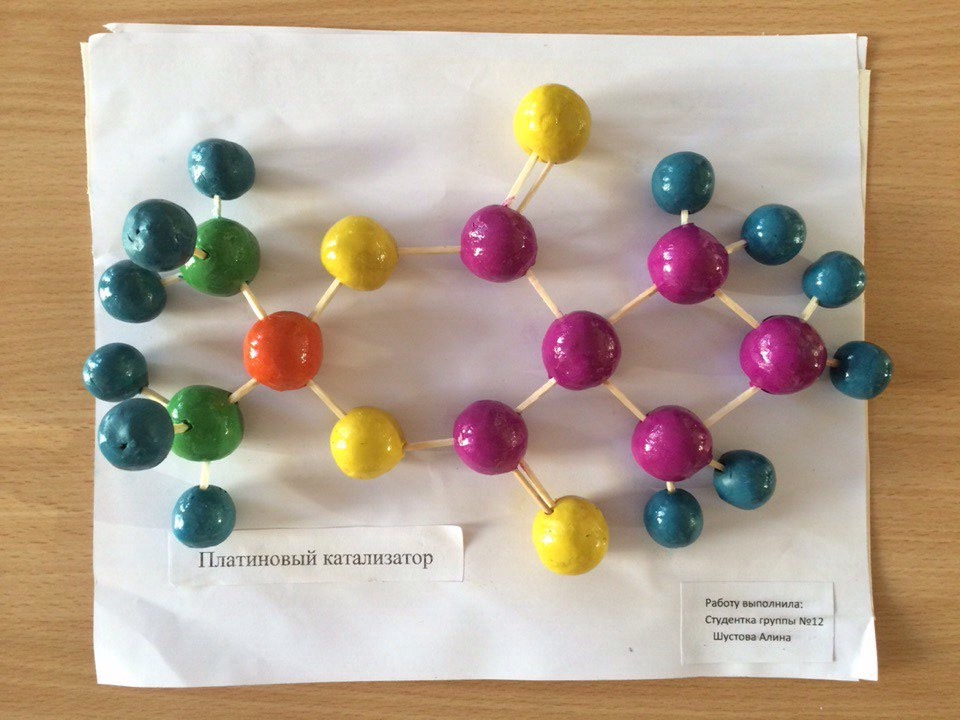 Платиновый катализатор
Работу выполнила:
Студентка группы №12
Шустова Алина